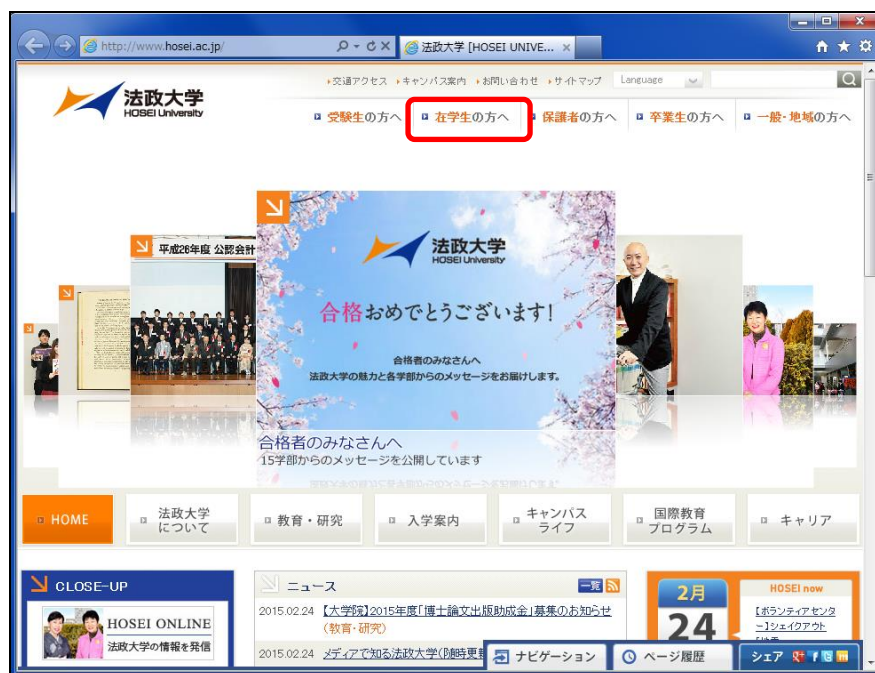 http://www.hosei.ac.jp/
法政大学 [HOSEI UNIVE...
交通アクセス キャンパス案内 お問い合わせ サイトマップ Language
法政大学
HOSEI University
受験生の方へ 在学生の方へ 保護者の方へ 卒業生の方へ 一般・地域の方へ
平成26年度 公認会計
法政大学
HOSEI University
合格おめでとうございます!
合格者のみなさんへ
法政大学の魅力と各学部からのメッセージをお届けします。
合格者のみなさんへ
15学部からのメッセージを公開しています
HOME
法政大学
について
教育・研究
入学案内
キャンパス
ライフ
国際教育
プログラム
キャリア
CLOSE-UP
HOSEI ONLINE
法政大学の情報を発信
ニュース
一覧
2015.02.24 【大学院】2015年度「博士論文出版助成金」募集のお知らせ
(教育・研究)
2015.02.24 メディアで知る法政大学(随時更新
2月
24
HOSEI now
【ボランティアセンタ
ー】シェイクアウト
ナビゲーション
ページ履歴
シェア